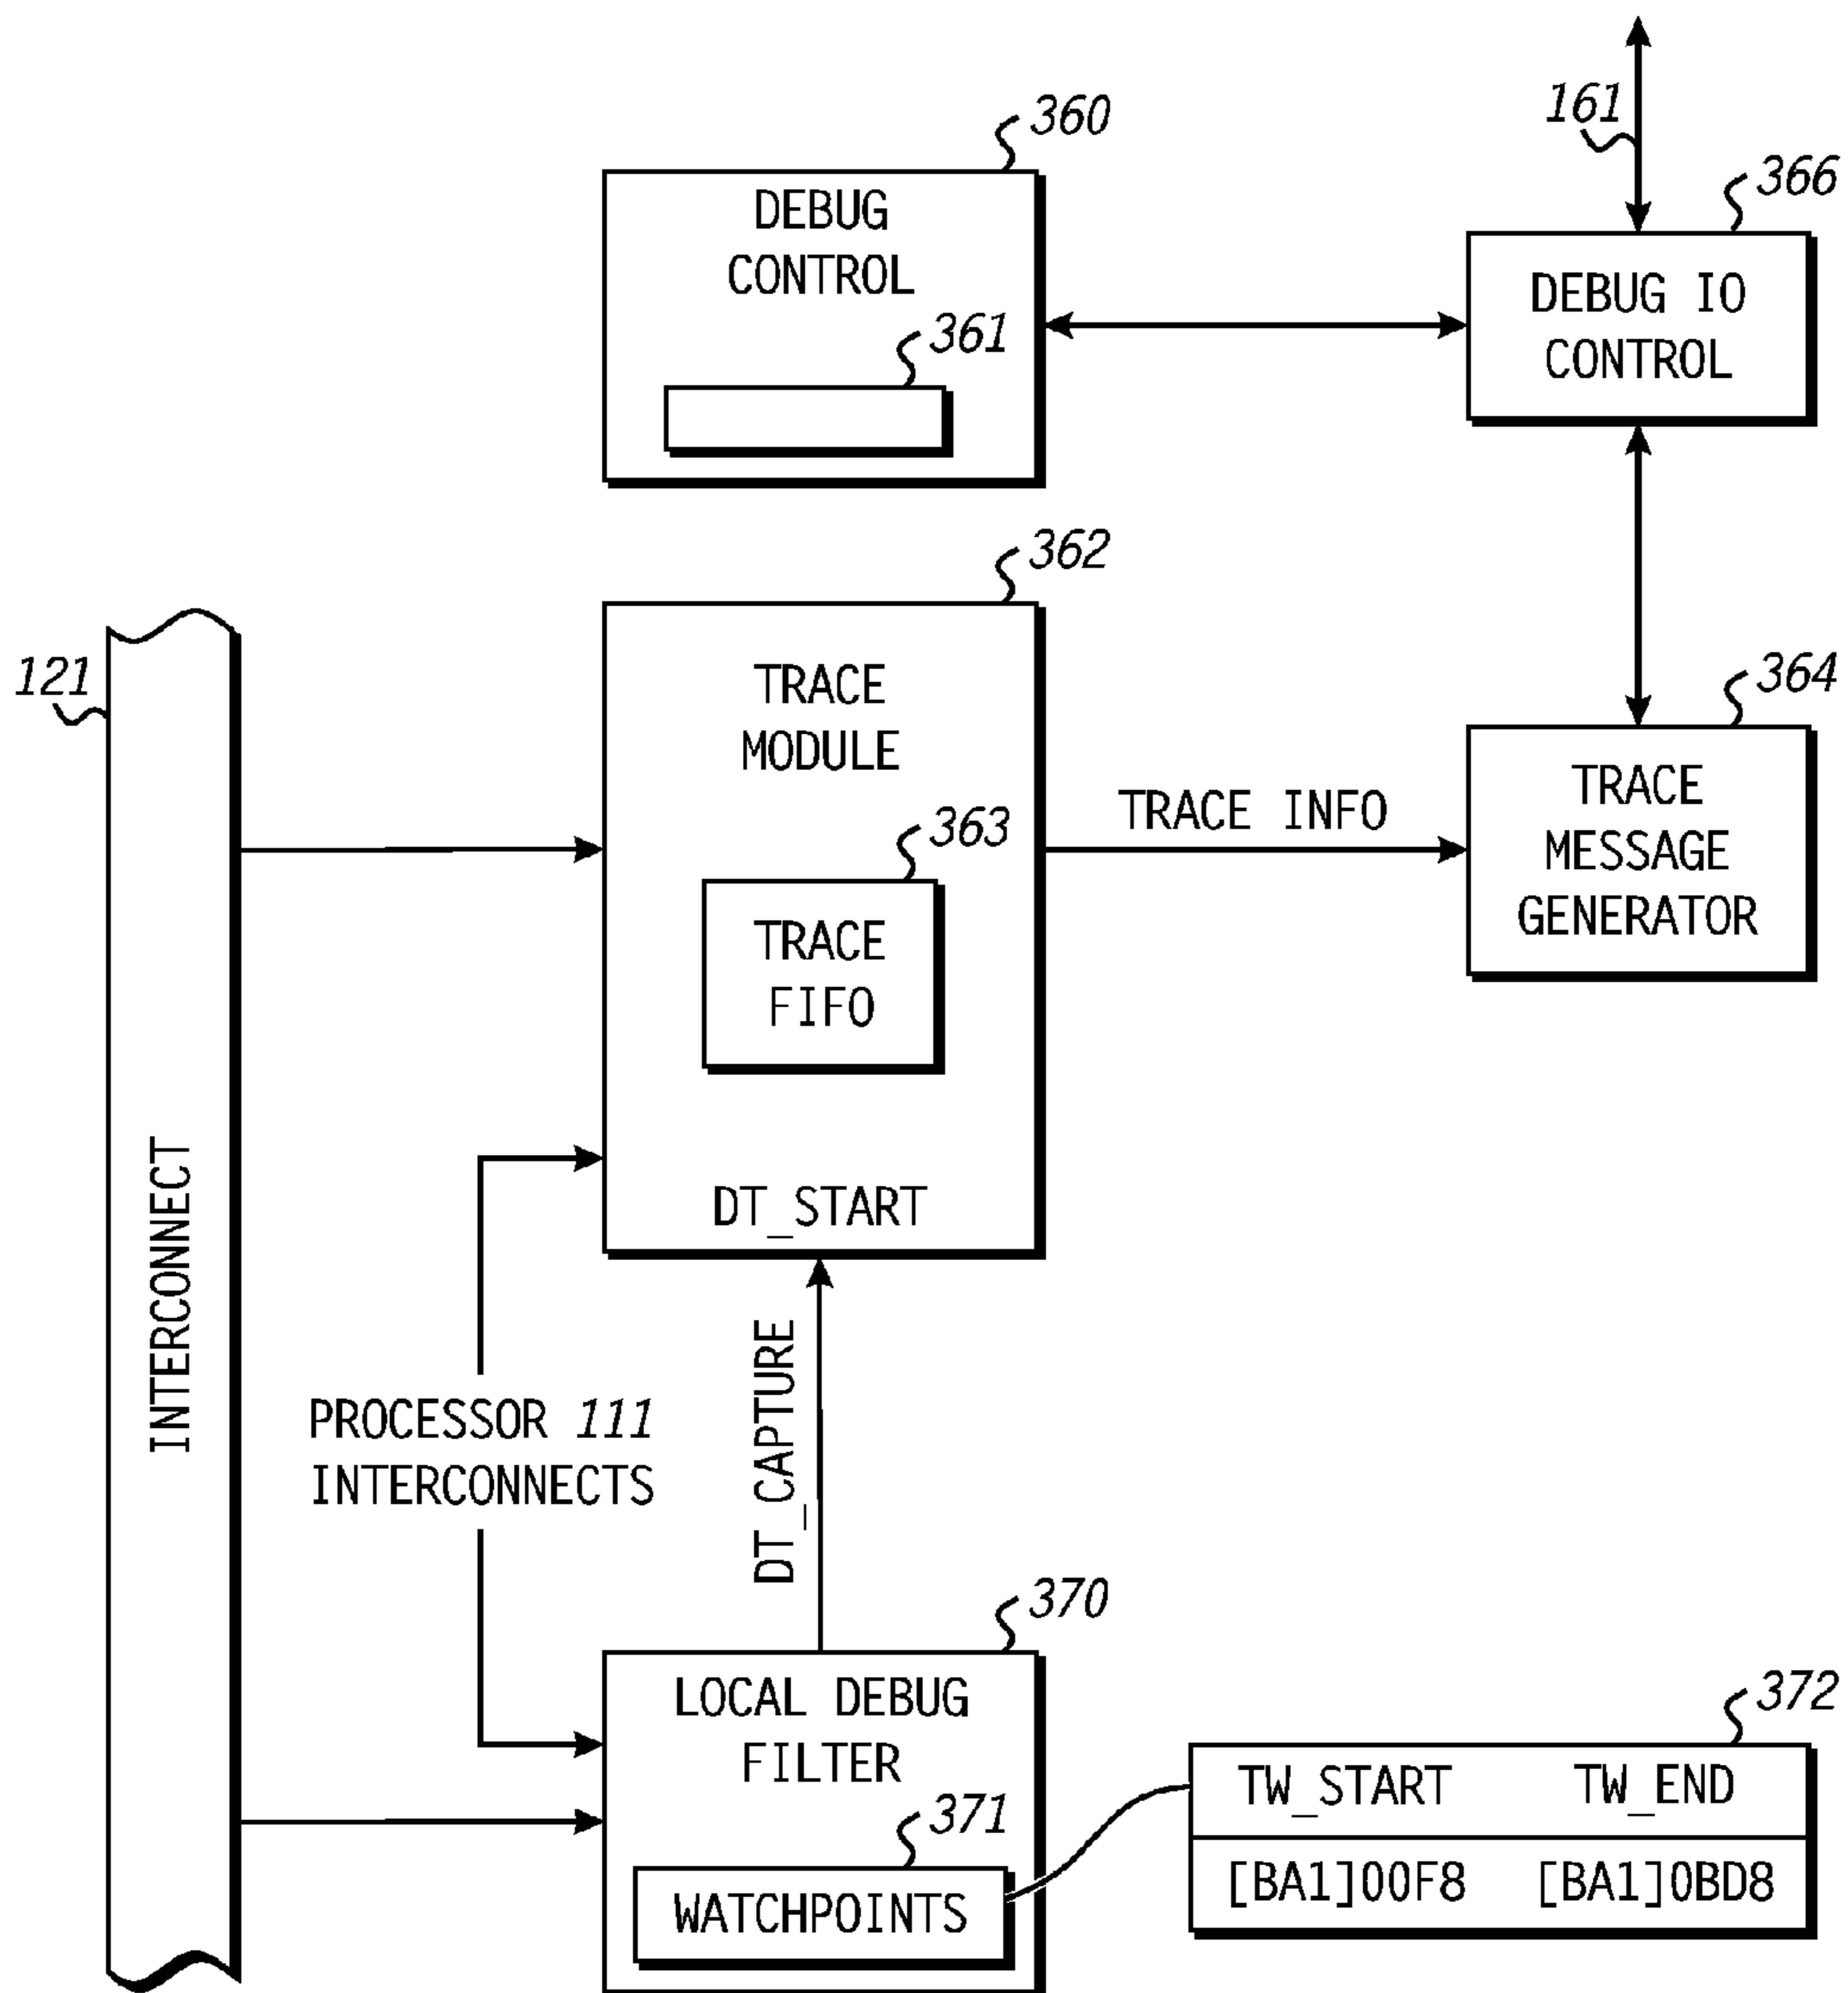 360
161
366
DEBUG
CONTROL
DEBUG IO
CONTROL
361
362
121
364
TRACE
MODULE
TRACE INFO
TRACE
MESSAGE
GENERATOR
363
TRACE
FIFO
INTERCONNECT
DT_START
PROCESSOR 111
INTERCONNECTS
DT_CAPTURE
370
LOCAL DEBUG
FILTER
372
TW_START TW_END
371
[BA1]00F8 [BA1]0BD8
WATCHPOINTS